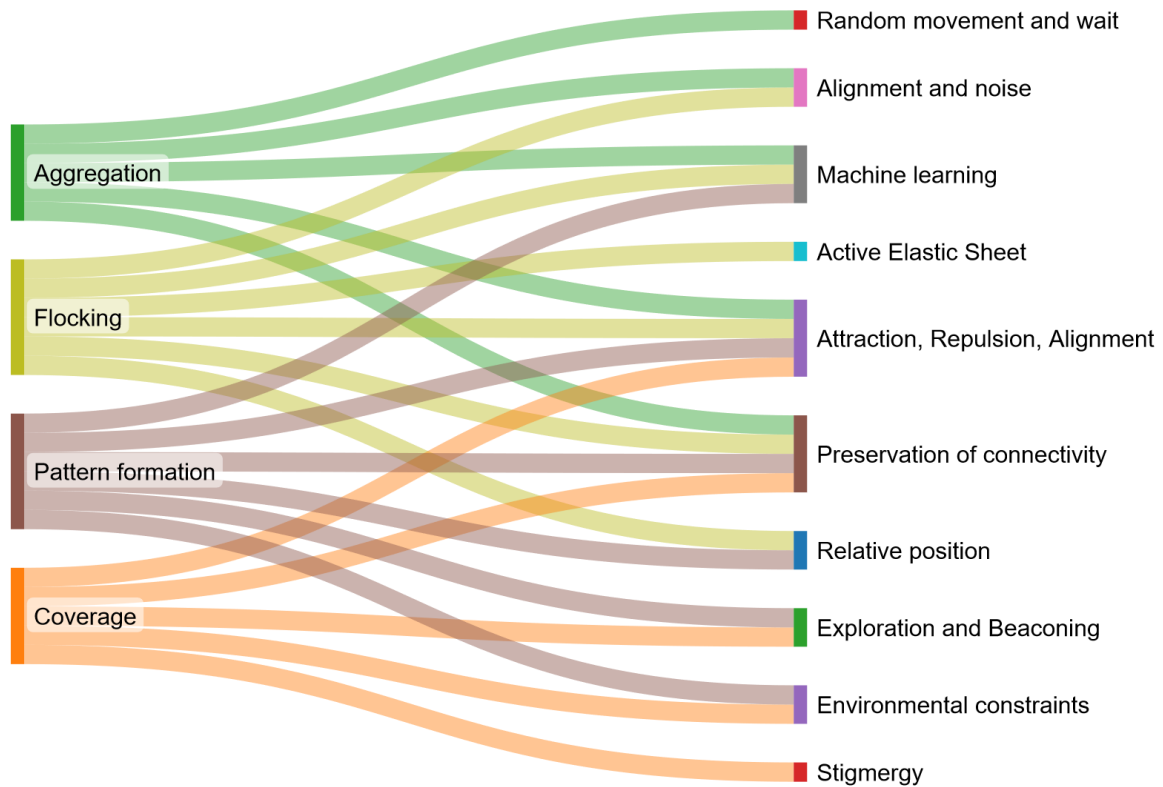 Aggregation
Flocking
Pattern formation
Coverage
Random movement and wait
Alignment and noise
Machine learning
Active Elastic Sheet
Attraction, Repulsion, Alignment
Preservation of connectivity
Relative position
Exploration and Beaconing
Environmental constraints
Stigmergy